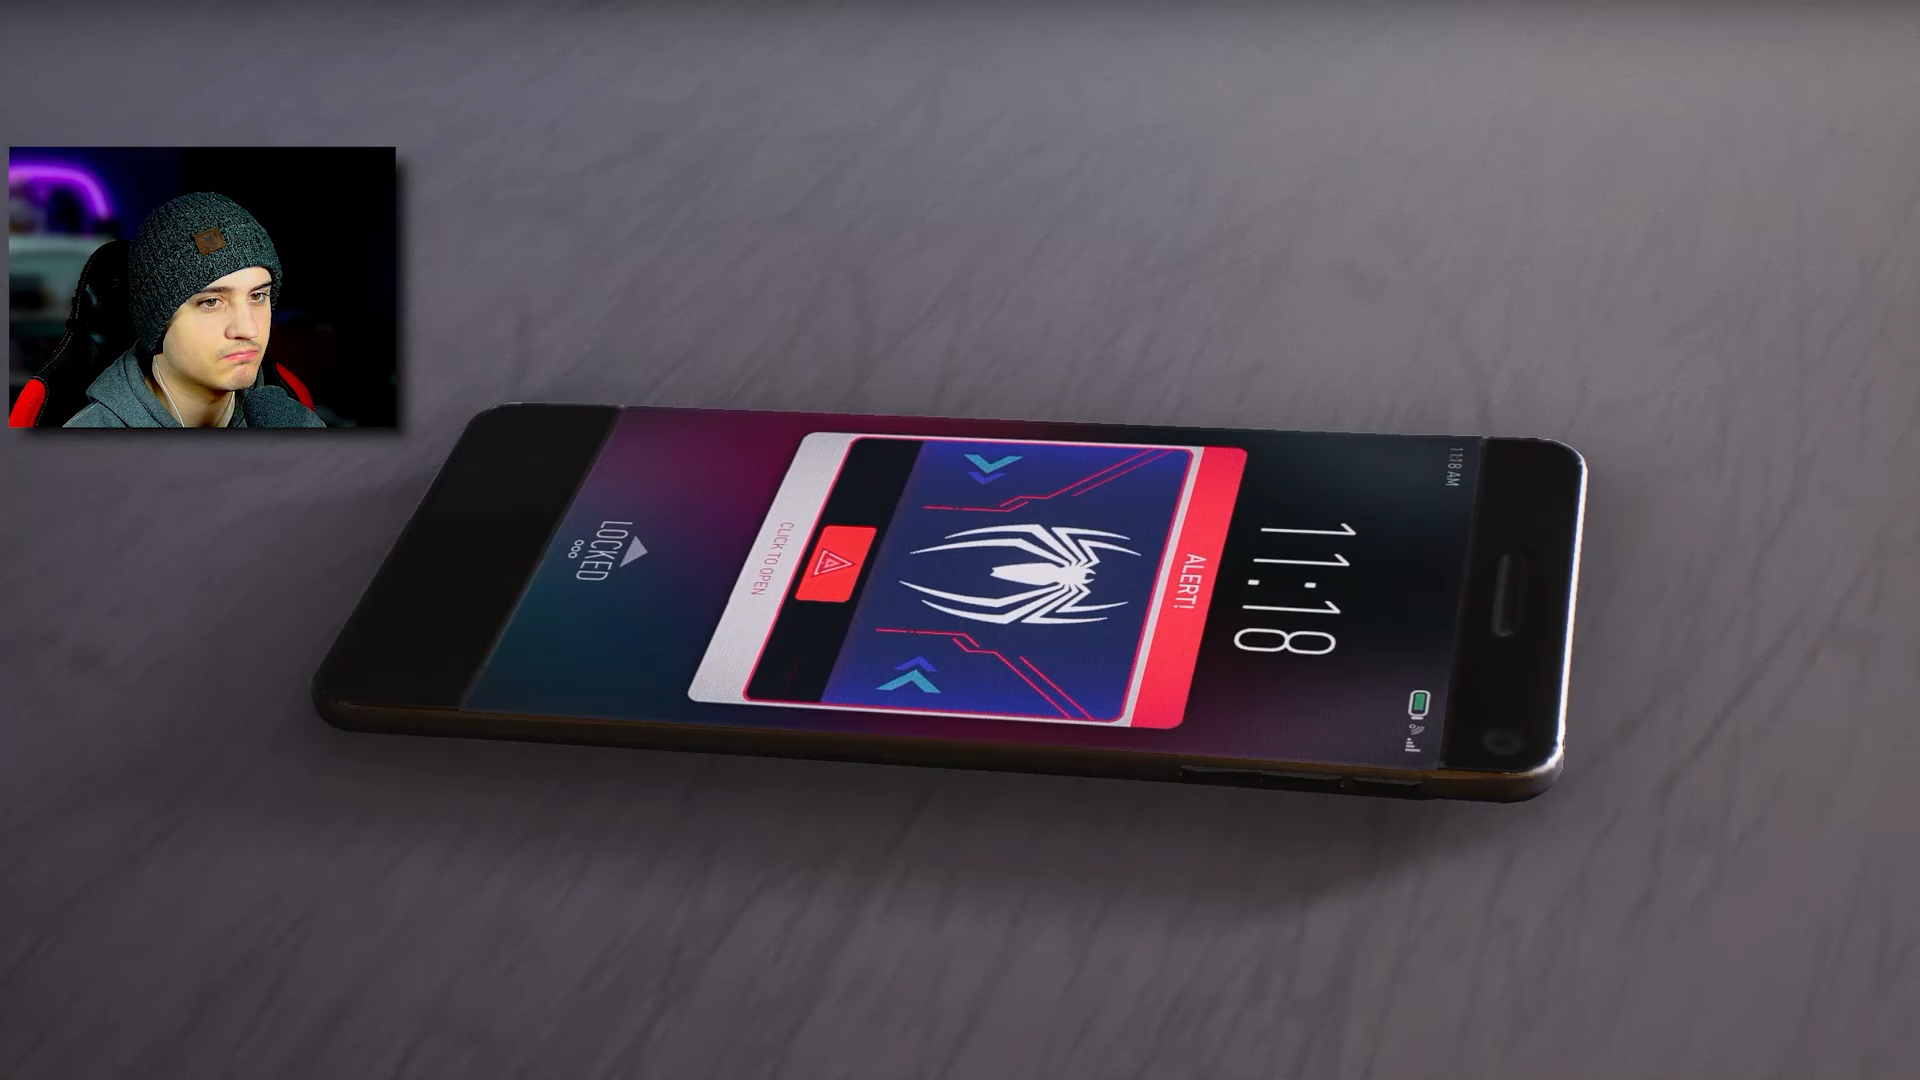 11:18 AM
11:18
ALERT!
CLICK TO OPEN
LOCKED